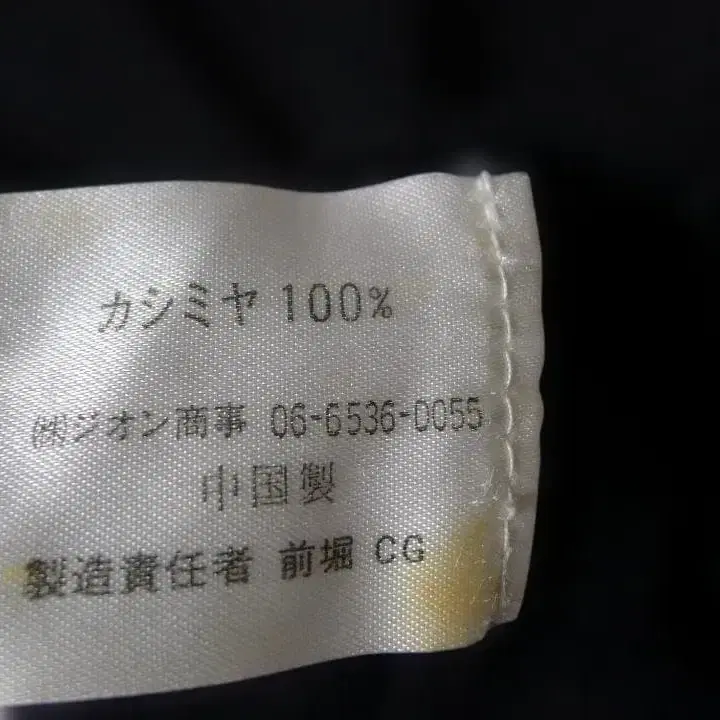 カシミヤ 100%
㈱ジオン商事 06-6536-0055
中国製
製造責任者 前堀 CG